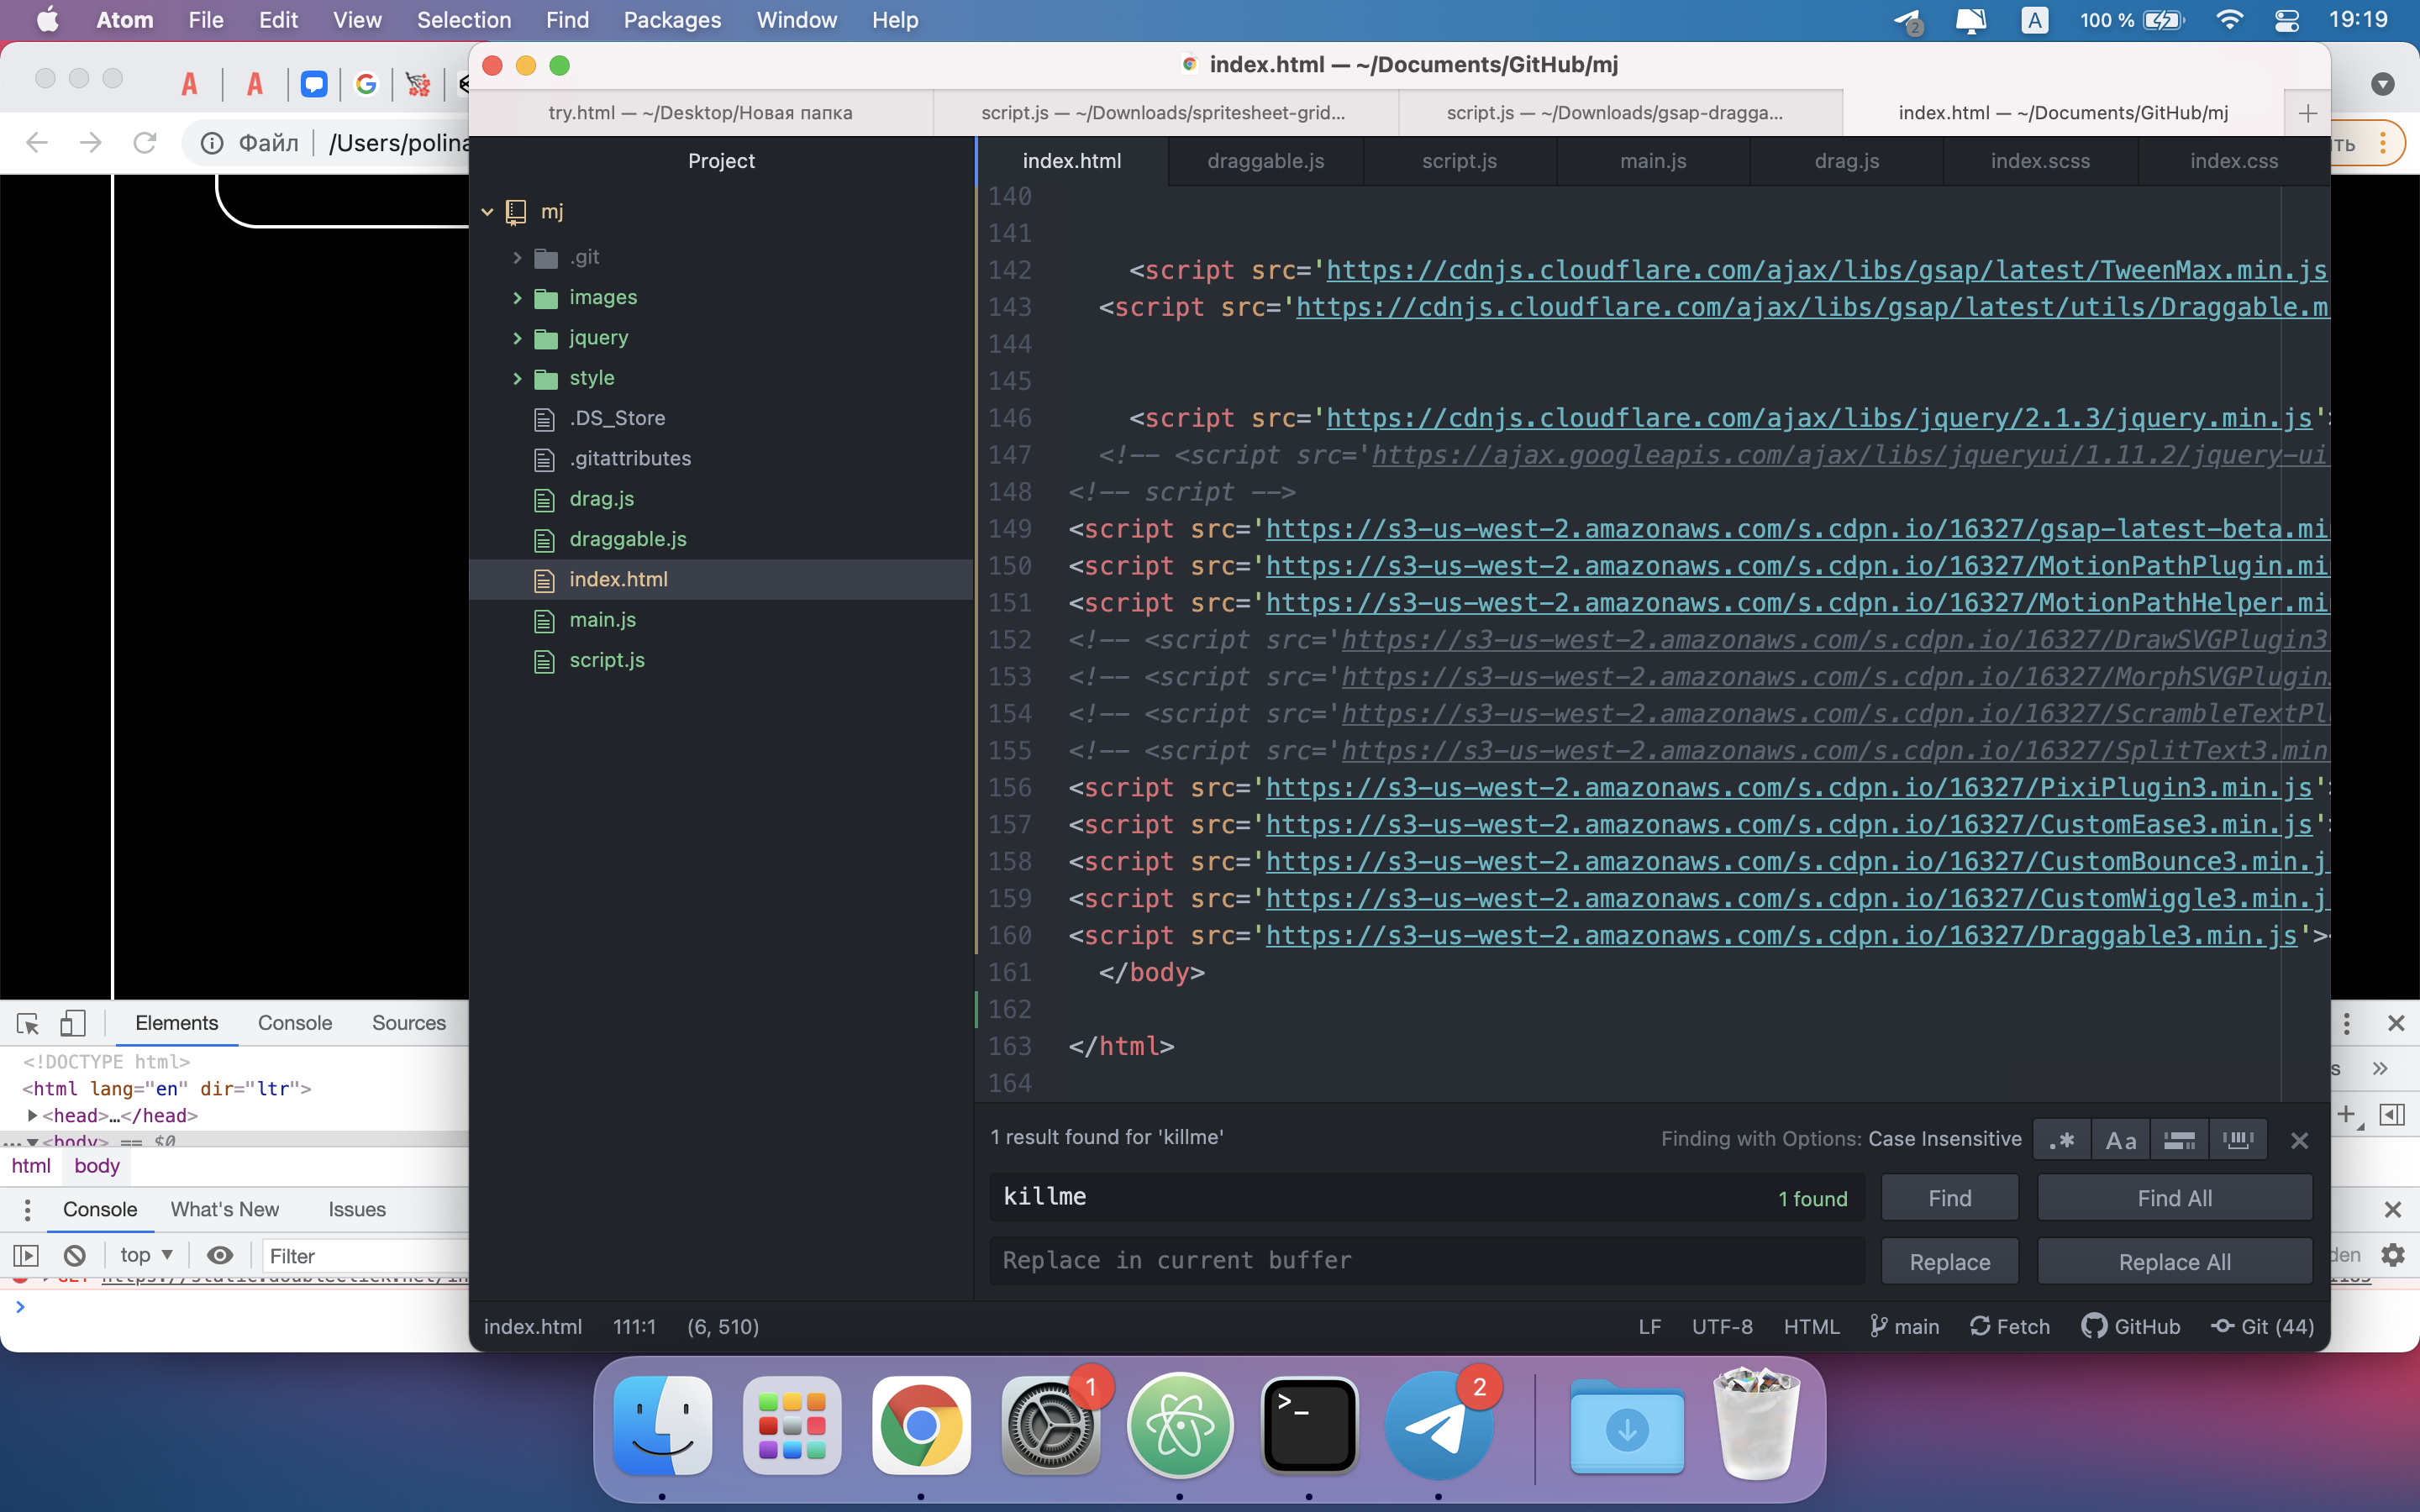 Atom File Edit View Selection Find Packages Window Help
2 A 100 % 19:19
index.html — ~/Documents/GitHub/mj
try.html — ~/Desktop/Новая папка
script.js — ~/Downloads/spritesheet-grid...
script.js — ~/Downloads/gsap-dragga...
index.html — ~/Documents/GitHub/mj
Файл /Users/polina
ть
Project
index.html draggable.js script.js main.js drag.js index.scss index.css
mj
.git
images
jquery
style
.DS_Store
.gitattributes
drag.js
draggable.js
index.html
main.js
script.js
140
141
142 <script src='https://cdnjs.cloudflare.com/ajax/libs/gsap/latest/TweenMax.min.js
143 <script src='https://cdnjs.cloudflare.com/ajax/libs/gsap/latest/utils/Draggable.m
144
145
146 <script src='https://cdnjs.cloudflare.com/ajax/libs/jquery/2.1.3/jquery.min.js'>
147 <!-- <script src='https://ajax.googleapis.com/ajax/libs/jqueryui/1.11.2/jquery-ui
148 <!-- script -->
149 <script src='https://s3-us-west-2.amazonaws.com/s.cdpn.io/16327/gsap-latest-beta.mi
150 <script src='https://s3-us-west-2.amazonaws.com/s.cdpn.io/16327/MotionPathPlugin.mi
151 <script src='https://s3-us-west-2.amazonaws.com/s.cdpn.io/16327/MotionPathHelper.mi
152 <!-- <script src='https://s3-us-west-2.amazonaws.com/s.cdpn.io/16327/DrawSVGPlugin3
153 <!-- <script src='https://s3-us-west-2.amazonaws.com/s.cdpn.io/16327/MorphSVGPlugin
154 <!-- <script src='https://s3-us-west-2.amazonaws.com/s.cdpn.io/16327/ScrambleTextPl
155 <!-- <script src='https://s3-us-west-2.amazonaws.com/s.cdpn.io/16327/SplitText3.min
156 <script src='https://s3-us-west-2.amazonaws.com/s.cdpn.io/16327/PixiPlugin3.min.js'>
157 <script src='https://s3-us-west-2.amazonaws.com/s.cdpn.io/16327/CustomEase3.min.js'>
158 <script src='https://s3-us-west-2.amazonaws.com/s.cdpn.io/16327/CustomBounce3.min.j
159 <script src='https://s3-us-west-2.amazonaws.com/s.cdpn.io/16327/CustomWiggle3.min.j
160 <script src='https://s3-us-west-2.amazonaws.com/s.cdpn.io/16327/Draggable3.min.js'><
161 </body>
162
163 </html>
164
Elements Console Sources
<!DOCTYPE html>
<html lang="en" dir="ltr">
<head>…</head>
<body> == $0
html body
Console What's New Issues
top Filter
GET https://static.doubleclick.net/in
1 result found for 'killme'
Finding with Options: Case Insensitive .* Aa
killme 1 found Find Find All
Replace in current buffer Replace Replace All
index.html 111:1 (6, 510) LF UTF-8 HTML main Fetch GitHub Git (44)
1
2